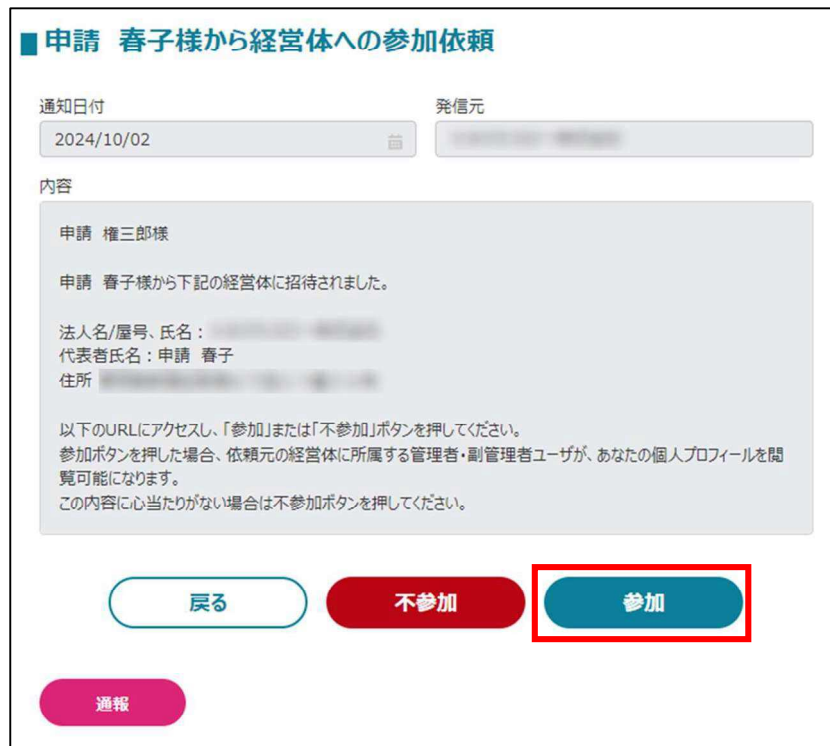 ■申請 春子様から経営体への参加依頼
通知日付
発信元
2024/10/02
内容
申請 権三郎様
申請 春子様から下記の経営体に招待されました。
法人名/屋号、氏名：
代表者氏名：申請 春子
住所
以下のURLにアクセスし、「参加」または「不参加」ボタンを押してください。
参加ボタンを押した場合、依頼元の経営体に所属する管理者・副管理者ユーザが、あなたの個人プロフィールを閲
覧可能になります。
この内容に心当たりがない場合は不参加ボタンを押してください。
戻る
不参加
参加
通報